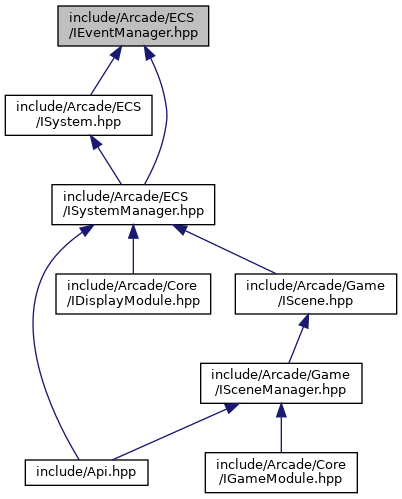 include/Arcade/ECS
/IEventManager.hpp
include/Arcade/ECS
/ISystem.hpp
include/Arcade/ECS
/ISystemManager.hpp
include/Arcade/Core
/IDisplayModule.hpp
include/Arcade/Game
/IScene.hpp
include/Arcade/Game
/ISceneManager.hpp
include/Api.hpp
include/Arcade/Core
/IGameModule.hpp